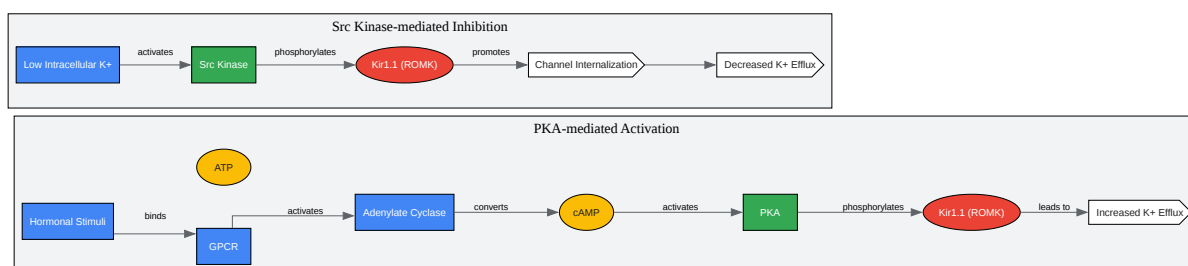 Src Kinase-mediated Inhibition
Low Intracellular K+
activates
Src Kinase
phosphorylates
Kir1.1 (ROMK)
promotes
Channel Internalization
Decreased K+ Efflux
PKA-mediated Activation
ATP
Hormonal Stimuli
binds
GPCR
activates
Adenylate Cyclase
converts
cAMP
activates
PKA
phosphorylates
Kir1.1 (ROMK)
leads to
Increased K+ Efflux